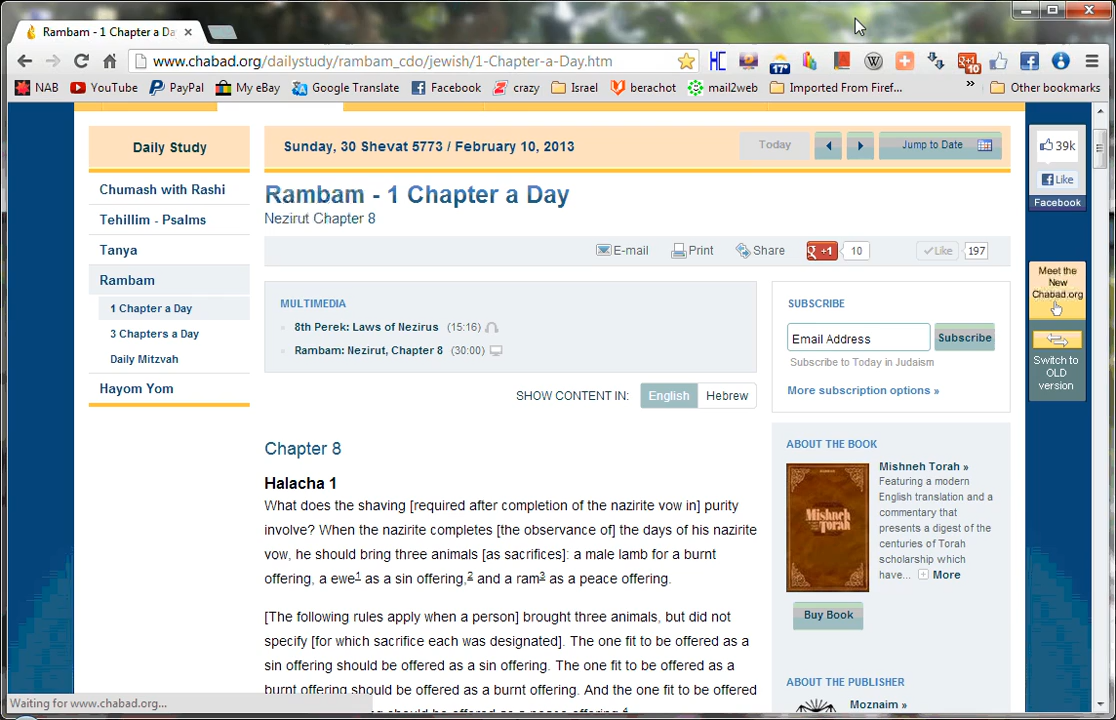 Rambam - 1 Chapter a Da
www.chabad.org/dailystudy/rambam_cdo/jewish/1-Chapter-a-Day.htm
HC
17
W
10
NAB
YouTube
PayPal
My eBay
Google Translate
Facebook
crazy
Israel
berachot
mail2web
Imported From Firef...
»
Other bookmarks
Daily Study
Chumash with Rashi
Tehillim - Psalms
Tanya
Rambam
1 Chapter a Day
3 Chapters a Day
Daily Mitzvah
Hayom Yom
Sunday, 30 Shevat 5773 / February 10, 2013
Today
Jump to Date
Rambam - 1 Chapter a Day
Nezirut Chapter 8
E-mail
Print
Share
+1
10
Like
197
MULTIMEDIA
8th Perek: Laws of Nezirus (15:16)
Rambam: Nezirut, Chapter 8 (30:00)
SHOW CONTENT IN: English Hebrew
Chapter 8
Halacha 1
What does the shaving [required after completion of the nazirite vow in] purity
involve? When the nazirite completes [the observance of] the days of his nazirite
vow, he should bring three animals [as sacrifices]: a male lamb for a burnt
offering, a ewe1 as a sin offering,2 and a ram3 as a peace offering.
[The following rules apply when a person] brought three animals, but did not
specify [for which sacrifice each was designated]. The one fit to be offered as a
sin offering should be offered as a sin offering. The one fit to be offered as a
burnt offering should be offered as a burnt offering. And the one fit to be offered
SUBSCRIBE
Email Address
Subscribe
Subscribe to Today in Judaism
More subscription options »
ABOUT THE BOOK
Mishneh Torah
Mishneh Torah »
Featuring a modern
English translation and a
commentary that
presents a digest of the
centuries of Torah
scholarship which
have... More
Buy Book
ABOUT THE PUBLISHER
Moznaim »
39k
Like
Facebook
Meet the
New
Chabad.org
Switch to
OLD
version
Waiting for www.chabad.org...